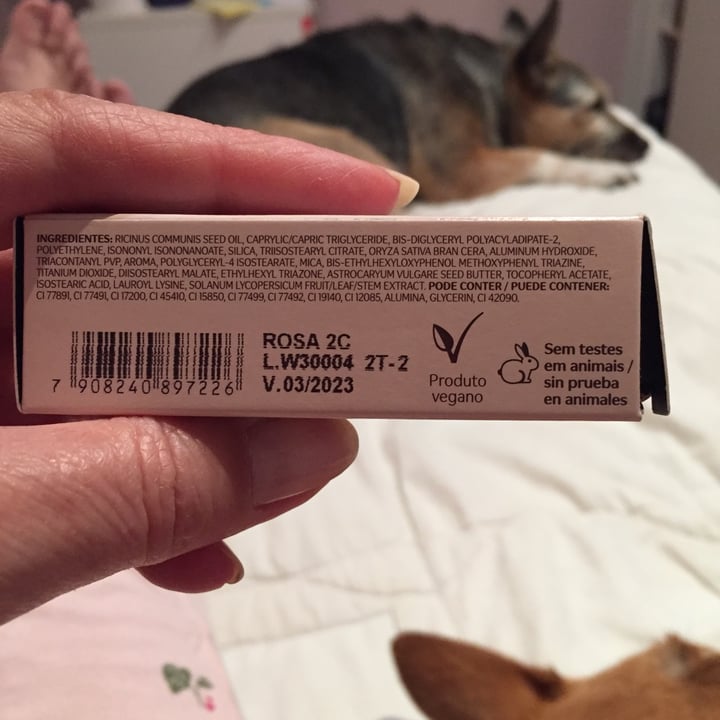 INGREDIENTES: RICINUS COMMUNIS SEED OIL, CAPRYLIC/CAPRIC TRIGLYCERIDE, BIS-DIGLYCERYL POLYACYLADIPATE-2,
POLYETHYLENE, ISONONYL ISONONANOATE, SILICA, TRIISOSTEARYL CITRATE, ORYZA SATIVA BRAN CERA, ALUMINUM HYDROXIDE,
TRIACONTANYL PVP, AROMA, POLYGLYCERYL-4 ISOSTEARATE, MICA, BIS-ETHYLHEXYLOXYPHENOL METHOXYPHENYL TRIAZINE,
TITANIUM DIOXIDE, DIISOSTEARYL MALATE, ETHYLHEXYL TRIAZONE, ASTROCARYUM VULGARE SEED BUTTER, TOCOPHERYL ACETATE,
ISOSTEARIC ACID, LAUROYL LYSINE, SOLANUM LYCOPERSICUM FRUIT/LEAF/STEM EXTRACT. PODE CONTER / PUEDE CONTENER:
CI 77891, CI 77491, CI 17200, CI 45410, CI 15850, CI 77499, CI 77492, CI 19140, CI 12085, ALUMINA, GLYCERIN, CI 42090.
7 908240 897226
ROSA 2C
L.W30004 2T-2
V.03/2023
Produto
vegano
Sem testes
em animais /
sin prueba
en animales